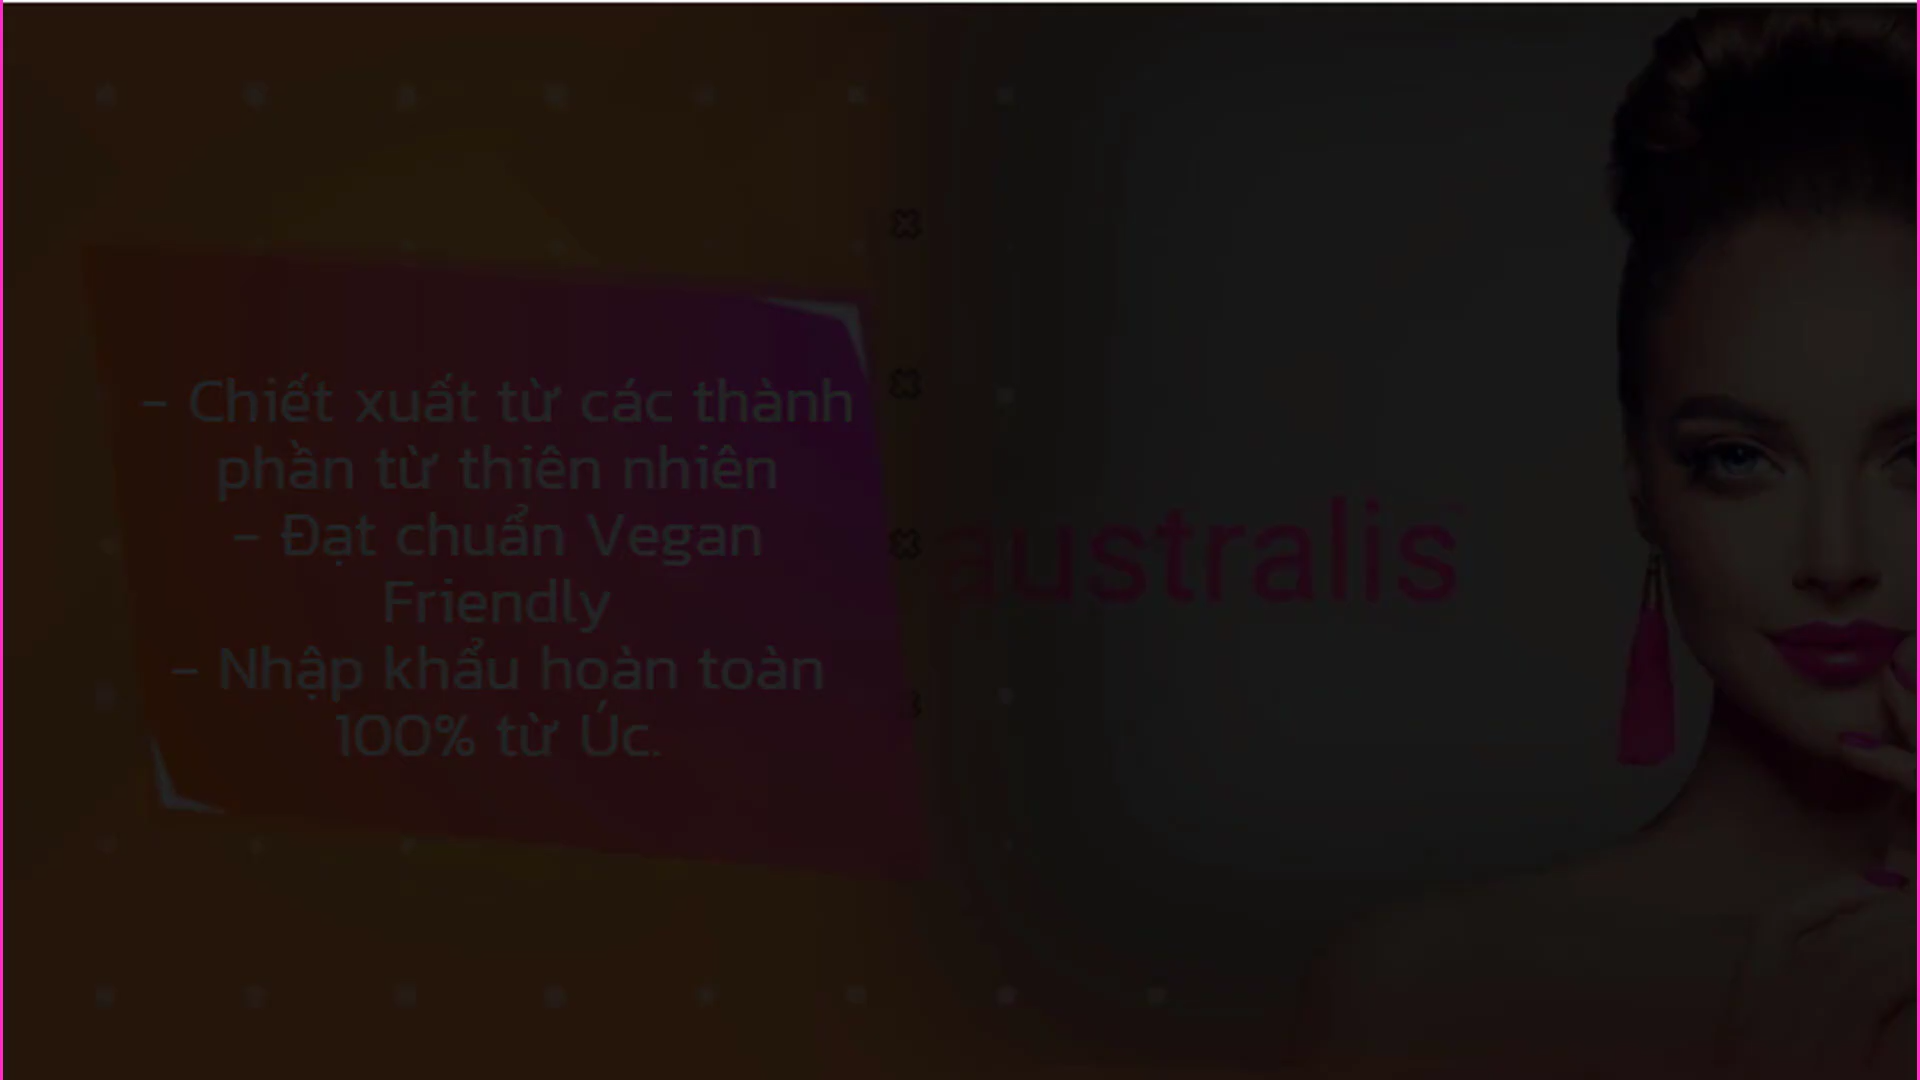 - Chiết xuất từ các thành
phần từ thiên nhiên
- Đạt chuẩn Vegan
Friendly
- Nhập khẩu hoàn toàn
100% từ Úc.
australis